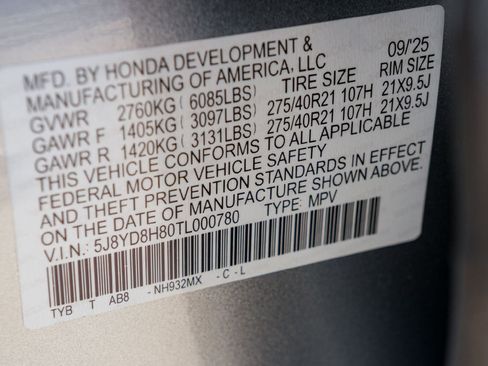 MFD. BY HONDA DEVELOPMENT & 09/'25
MANUFACTURING OF AMERICA, LLC
TIRE SIZE RIM SIZE
GVWR 2760KG ( 6085LBS)
GAWR F 1405KG ( 3097LBS) 275/40R21 107H 21X9.5J
GAWR R 1420KG ( 3131LBS) 275/40R21 107H 21X9.5J
THIS VEHICLE CONFORMS TO ALL APPLICABLE
FEDERAL MOTOR VEHICLE SAFETY
AND THEFT PREVENTION STANDARDS IN EFFECT
ON THE DATE OF MANUFACTURE SHOWN ABOVE.
V.I.N.: 5J8YD8H80TL000780 TYPE: MPV
TYB T AB8 - NH932MX - C - L